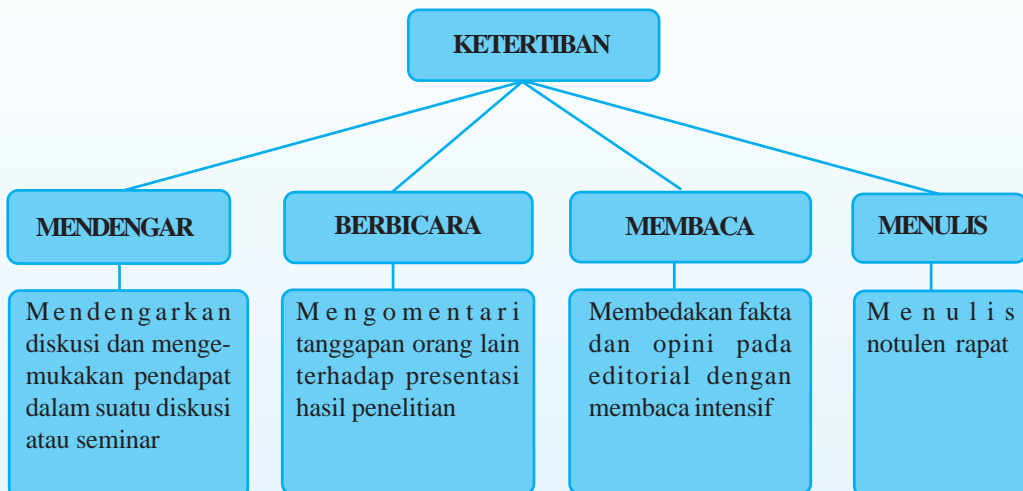 KETERTIBAN
MENDENGAR
Mendengarkan
diskusi dan menge-
mukakan pendapat
dalam suatu diskusi
atau seminar
BERBICARA
Mengomentari
tanggapan orang lain
terhadap presentasi
hasil penelitian
MEMBACA
Membedakan fakta
dan opini pada
editorial dengan
membaca intensif
MENULIS
Menulis
notulen rapat